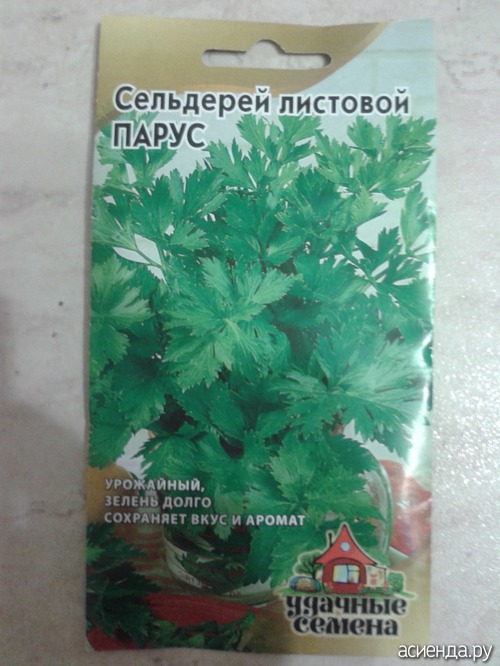 Сельдерей листовой
ПАРУС
УРОЖАЙНЫЙ,
ЗЕЛЕНЬ ДОЛГО
СОХРАНЯЕТ ВКУС И АРОМАТ
удачные
семена
асиенда.ру